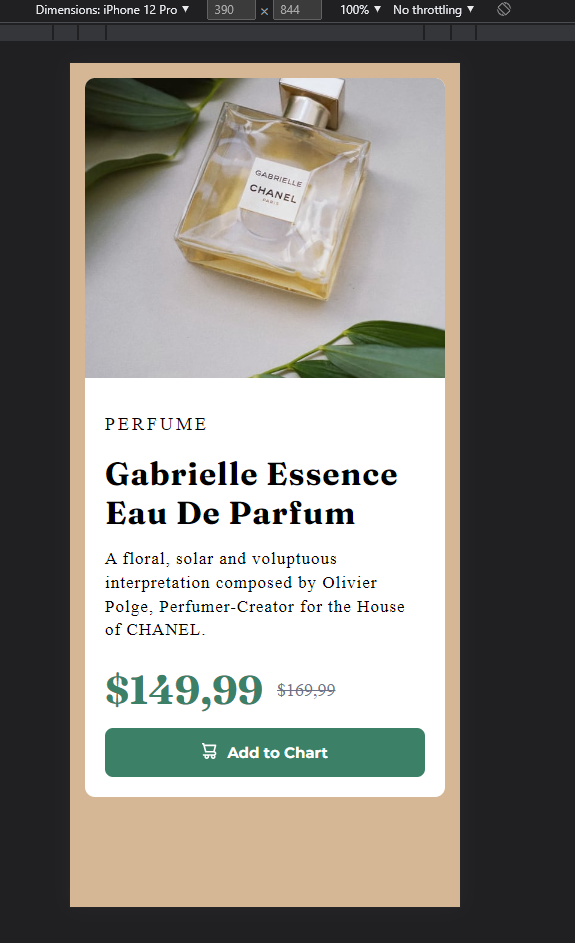 Dimensions: iPhone 12 Pro ▼ 390 × 844 100% ▼ No throttling ▼
GABRIELLE
CHANEL
PARIS
PERFUME
Gabrielle Essence
Eau De Parfum
A floral, solar and voluptuous
interpretation composed by Olivier
Polge, Perfumer-Creator for the House
of CHANEL.
$149,99 $169,99
Add to Chart